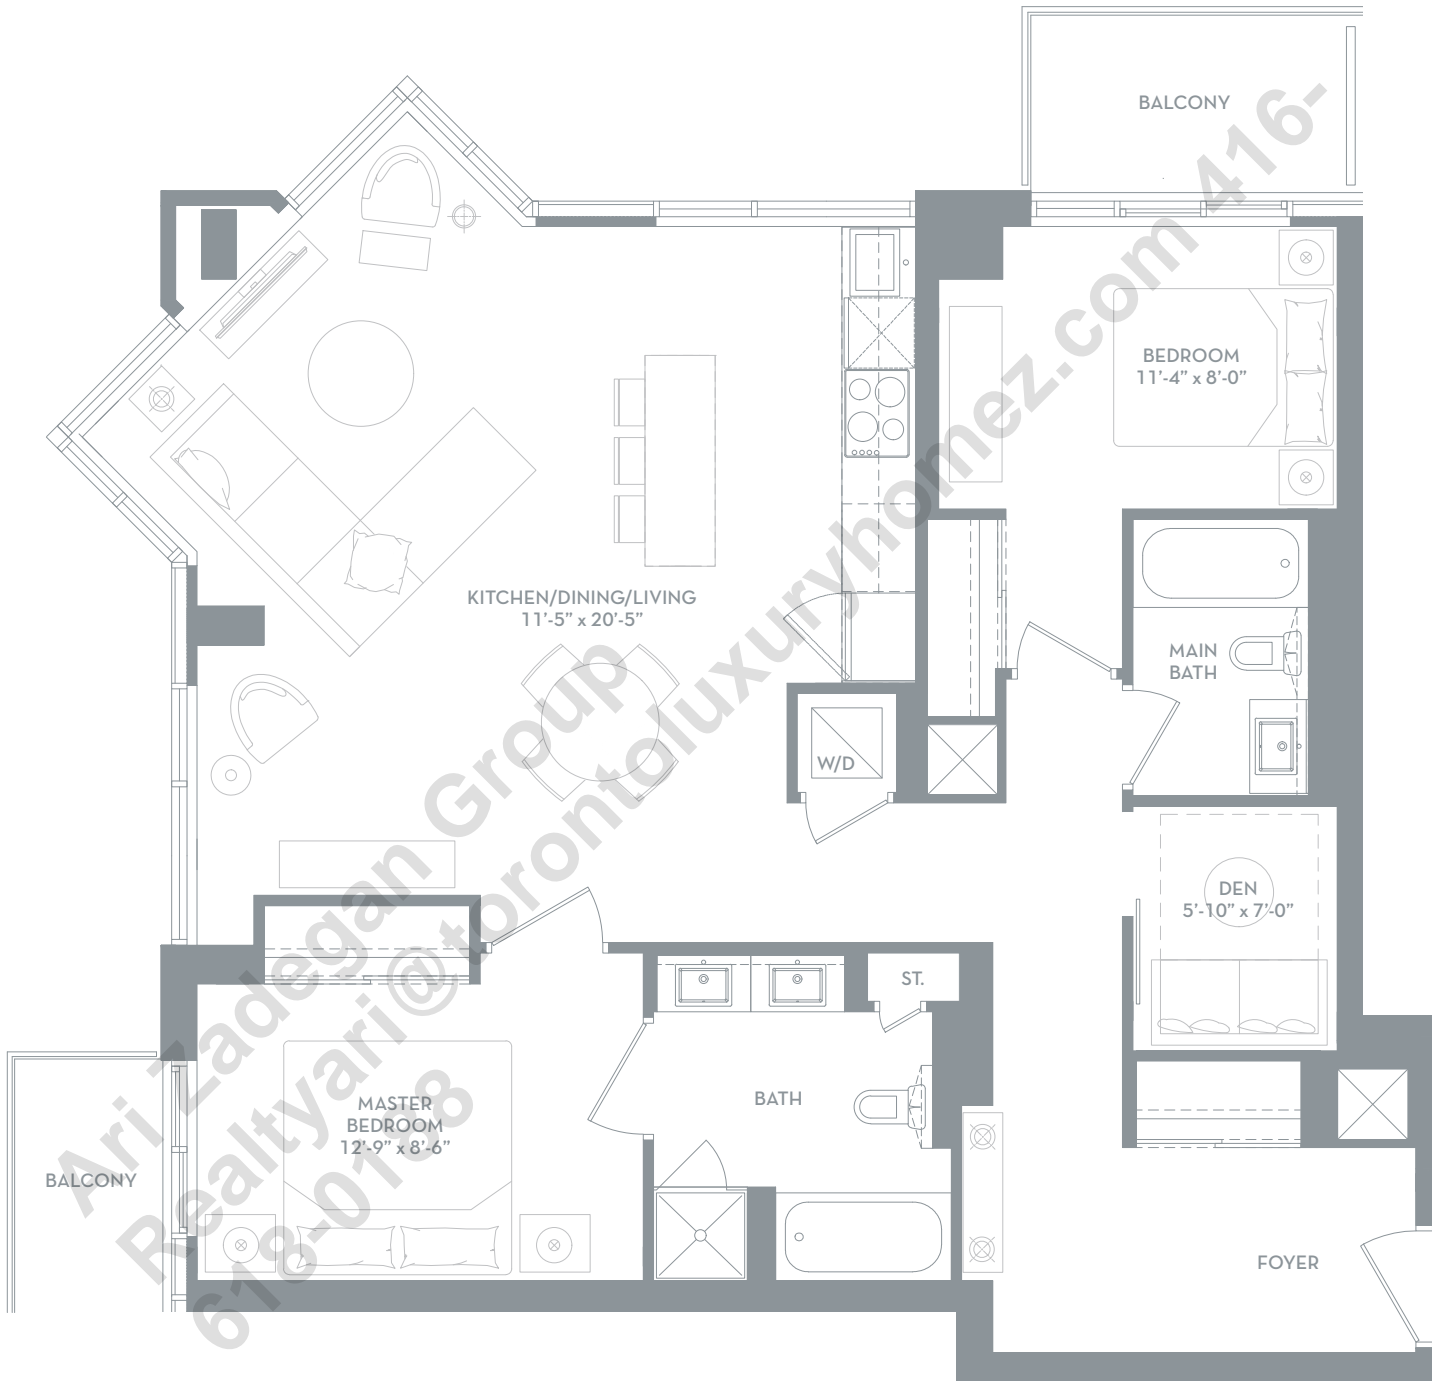 BALCONY
BEDROOM
11'-4" x 8'-0"
KITCHEN/DINING/LIVING
11'-5" x 20'-5"
MAIN
BATH
W/D
DEN
5'-10" x 7'-0"
ST.
BATH
MASTER
BEDROOM
12'-9" x 8'-6"
BALCONY
FOYER
Ari Zadegan Group
Realtyari@torontoluxuryhomez.com 416-
618-0188